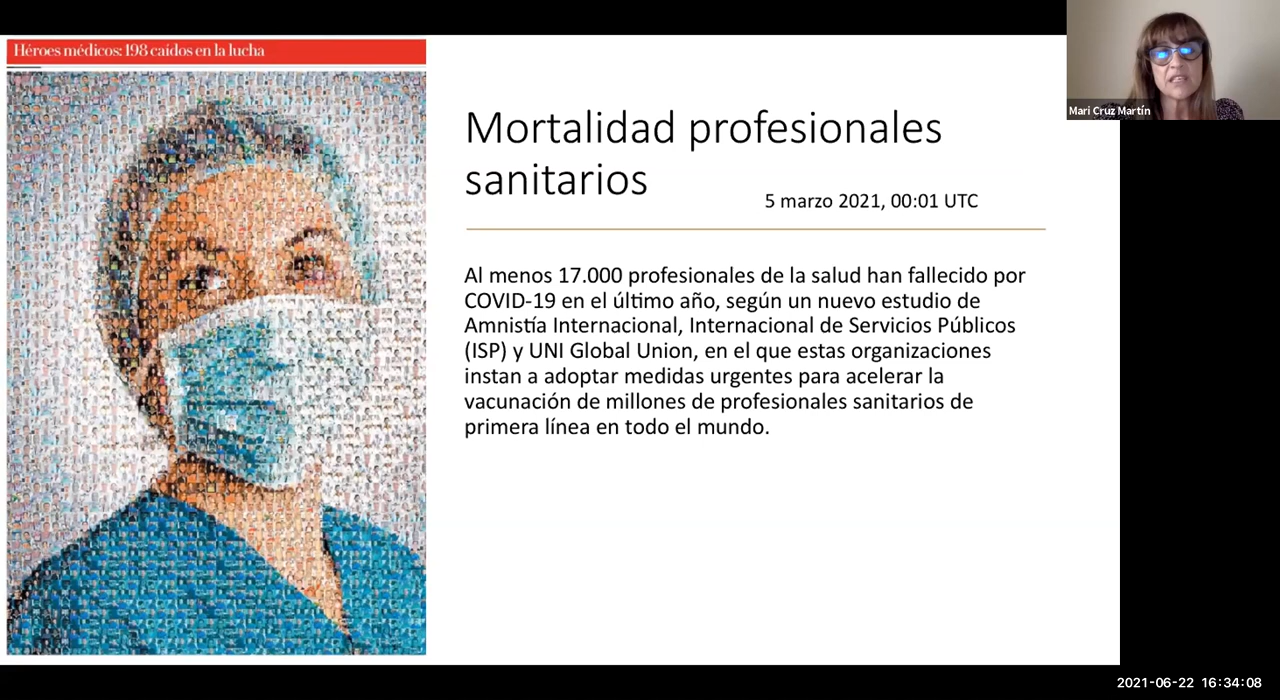 Héroes médicos: 198 caídos en la lucha
Mari Cruz Martín
Mortalidad profesionales
sanitarios
5 marzo 2021, 00:01 UTC
Al menos 17.000 profesionales de la salud han fallecido por
COVID-19 en el último año, según un nuevo estudio de
Amnistía Internacional, Internacional de Servicios Públicos
(ISP) y UNI Global Union, en el que estas organizaciones
instan a adoptar medidas urgentes para acelerar la
vacunación de millones de profesionales sanitarios de
primera línea en todo el mundo.
2021-06-22 16:34:08